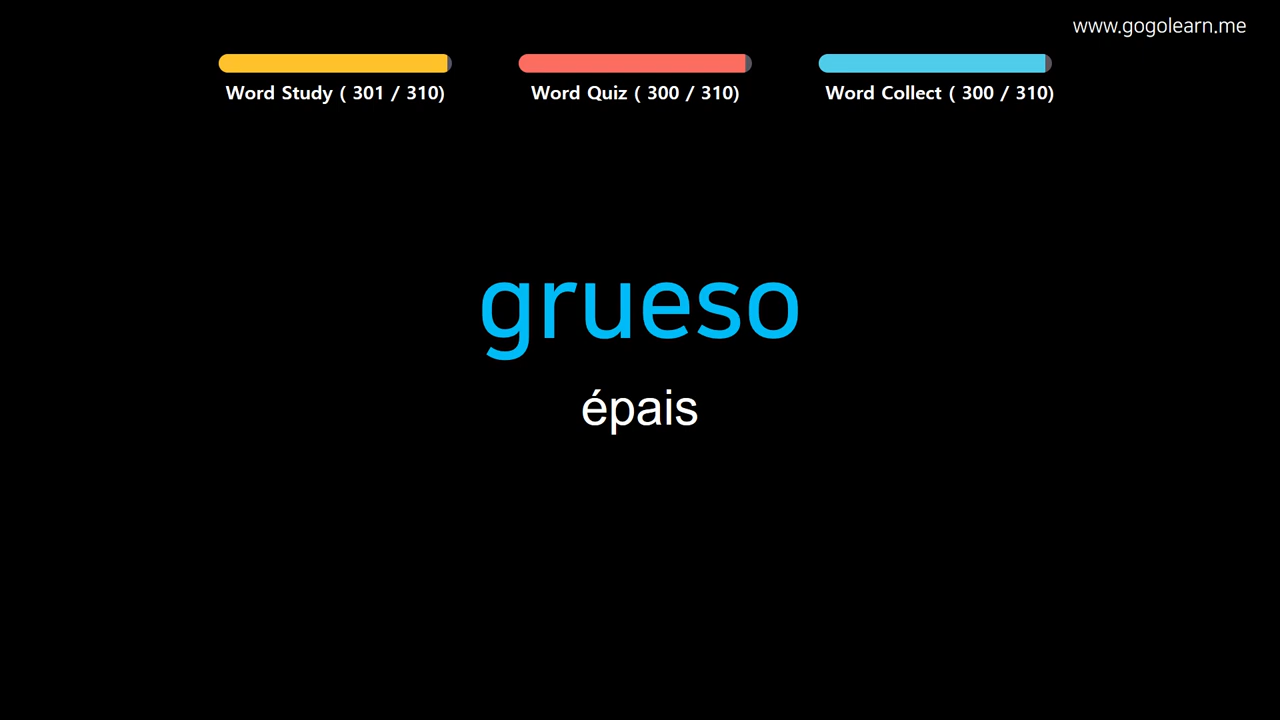 www.gogolearn.me
Word Study ( 301 / 310)
Word Quiz ( 300 / 310)
Word Collect ( 300 / 310)
grueso
épais